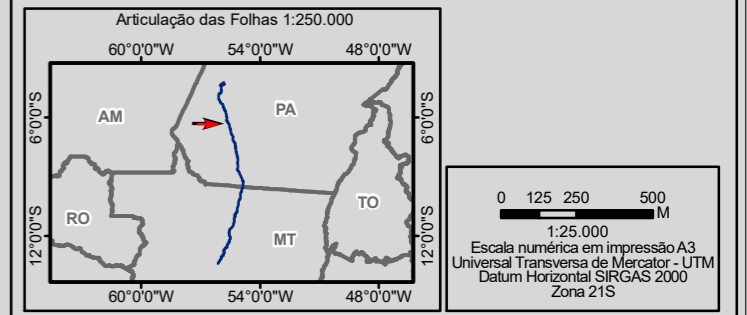 Articulação das Folhas 1:250.000
60°0'0"W 54°0'0"W 48°0'0"W
6°0'0"S 6°0'0"S
AM PA
RO TO
MT
12°0'0"S 12°0'0"S
60°0'0"W 54°0'0"W 48°0'0"W
0 125 250 500
M
1:25.000
Escala numérica em impressão A3
Universal Transversa de Mercator - UTM
Datum Horizontal SIRGAS 2000
Zona 21S